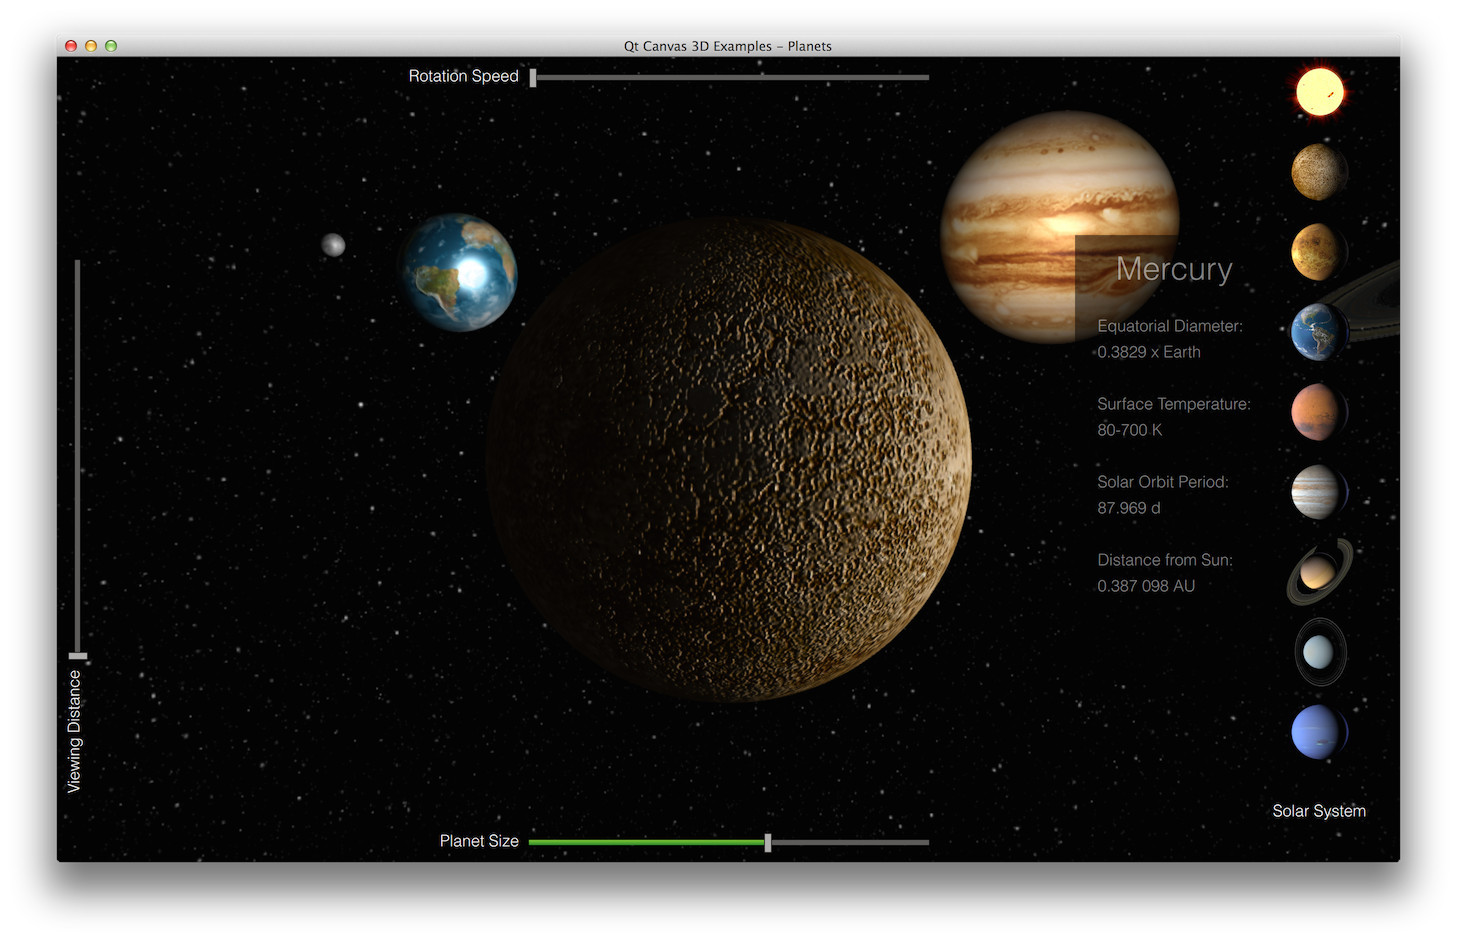 Qt Canvas 3D Examples – Planets
Rotation Speed
Mercury
Equatorial Diameter:
0.3829 x Earth
Surface Temperature:
80-700 K
Solar Orbit Period:
87.969 d
Distance from Sun:
0.387 098 AU
Viewing Distance
Solar System
Planet Size